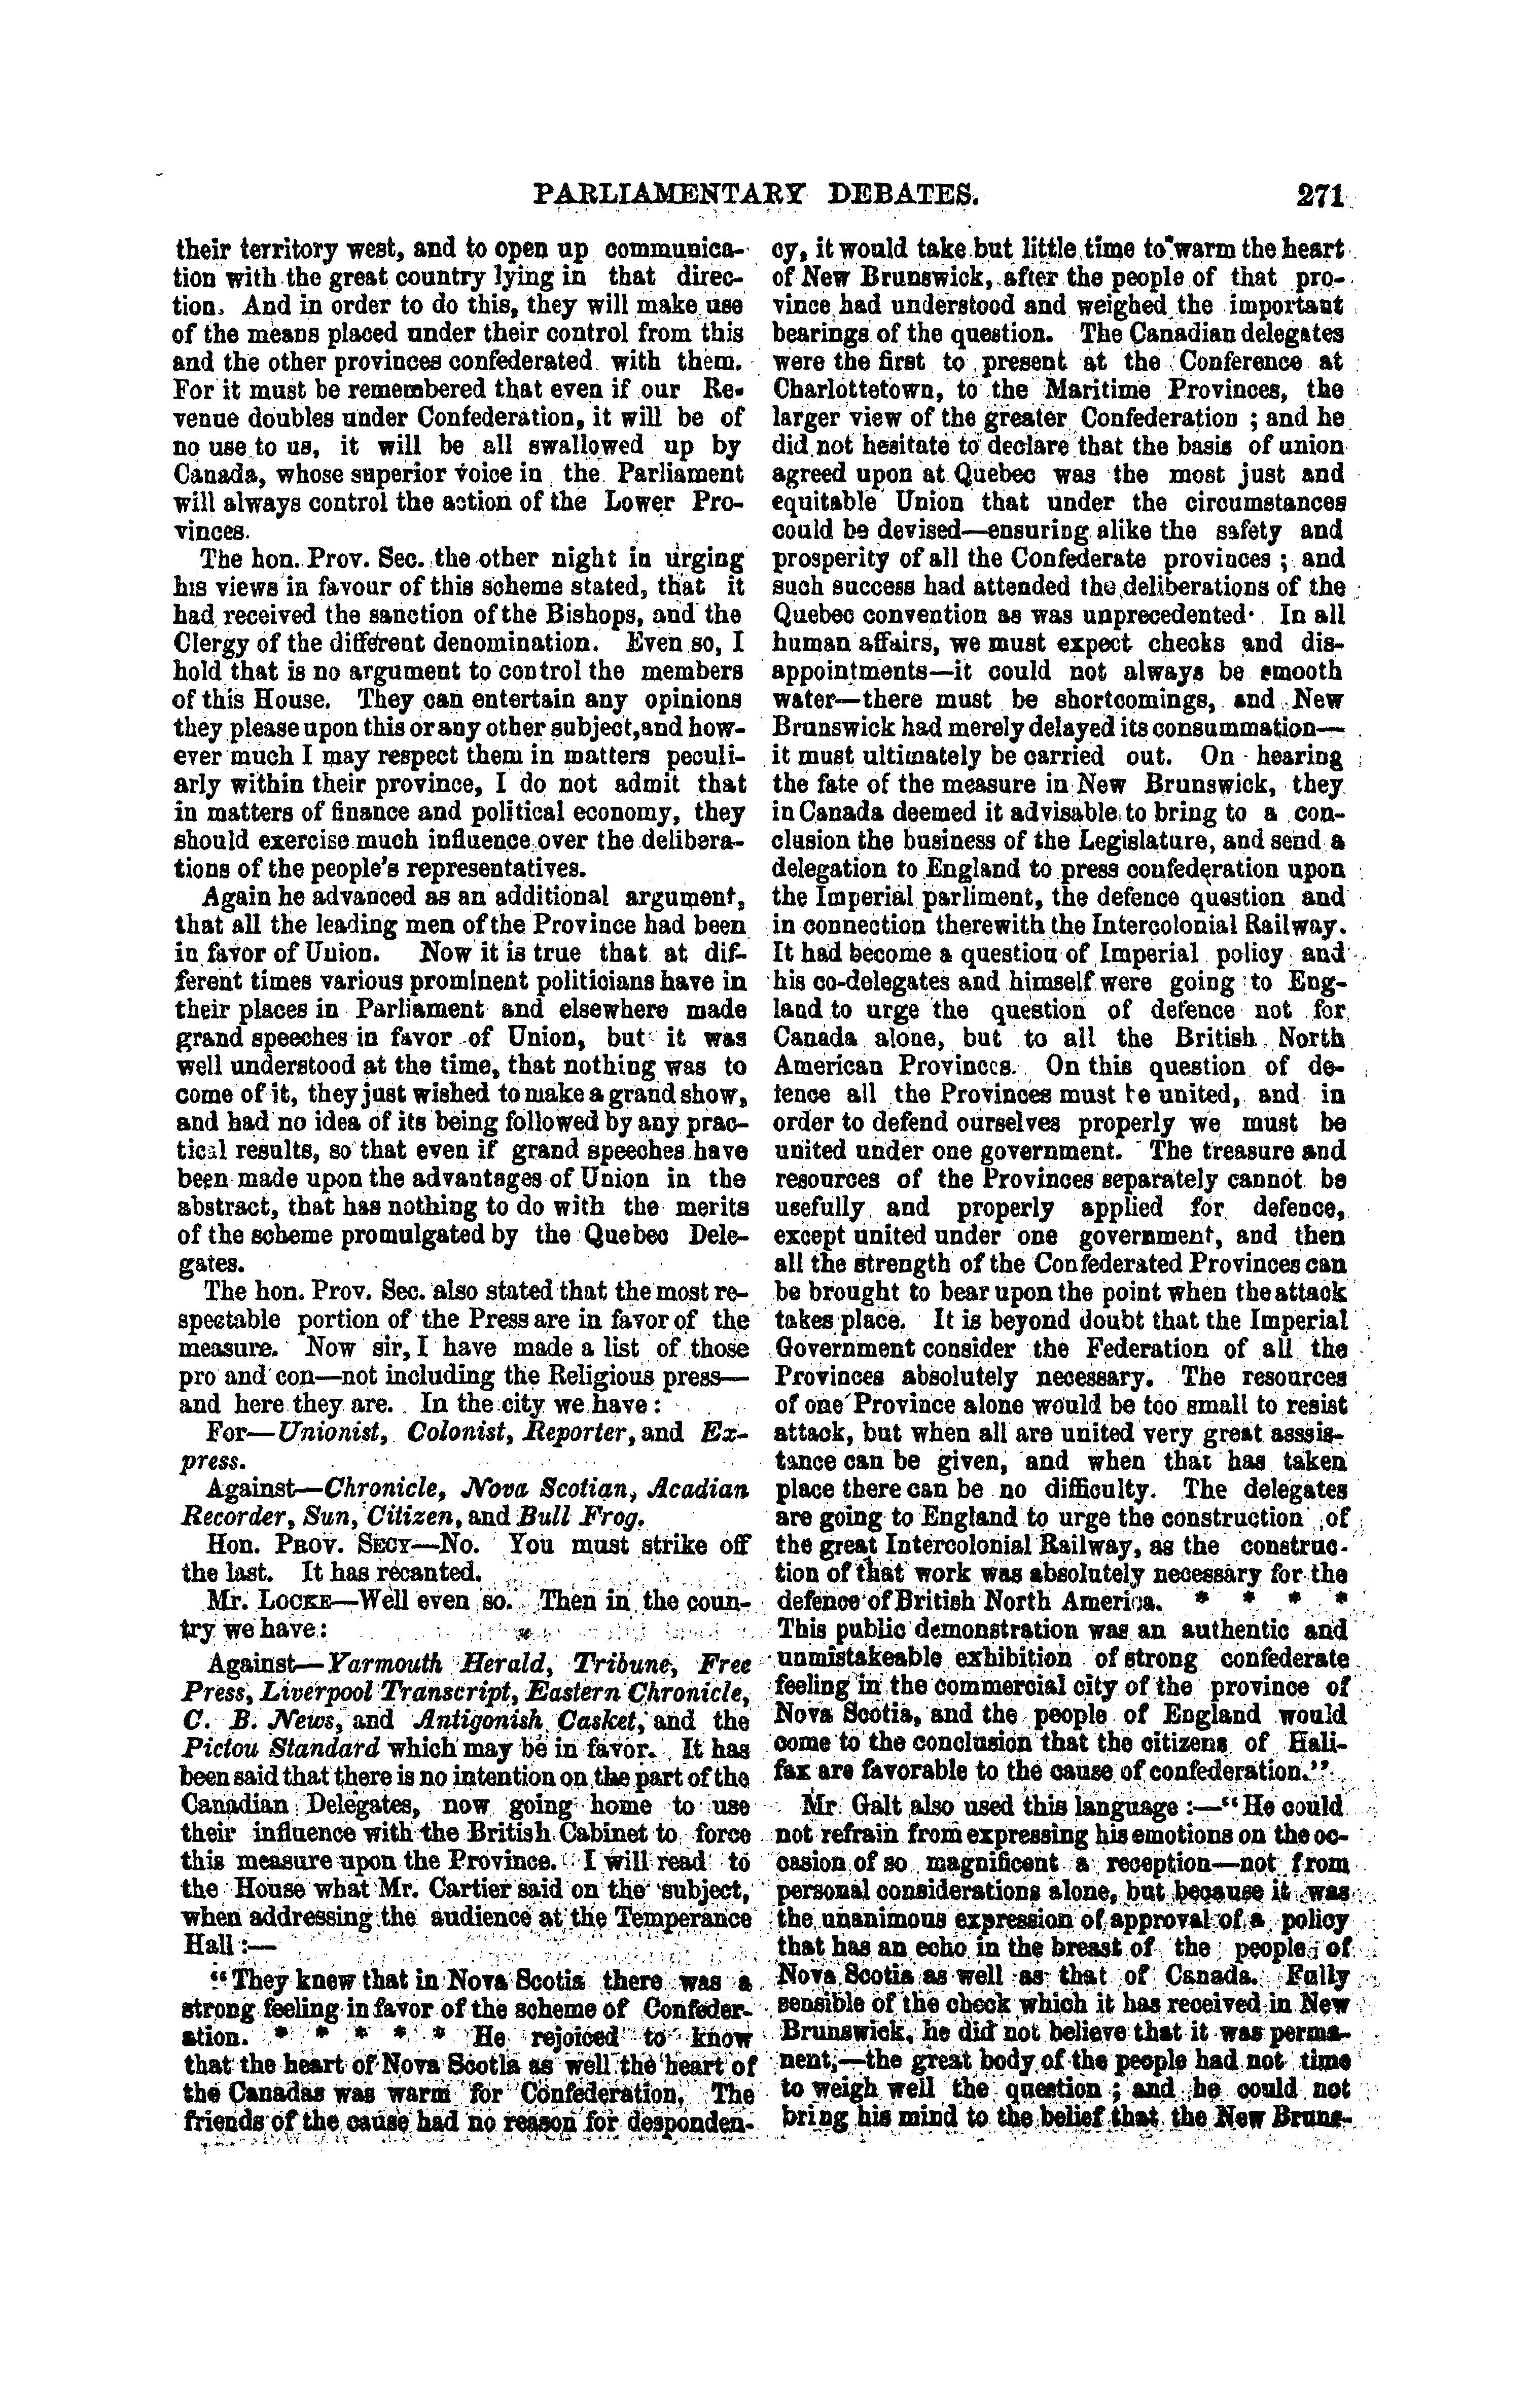 PARLIAMENTARY DEBATES. 271
their territory west, and to open up communica-
tion with the great country lying in that direc-
tion. And in order to do this, they will make use
of the means placed under their control from this
and the other provinces confederated with them.
For it must be remembered that even if our Re-
venue doubles under Confederation, it will be of
no use to us, it will be all swallowed up by
Canada, whose superior voice in the Parliament
will always control the action of the Lower Pro-
vinces.
The hon. Prov. Sec. the other night in urging
his views in favour of this scheme stated, that it
had received the sanction of the Bishops, and the
Clergy of the different denomination. Even so, I
hold that is no argument to control the members
of this House. They can entertain any opinions
they please upon this or any other subject, and how-
ever much I may respect them in matters peculi-
arly within their province, I do not admit that
in matters of finance and political economy, they
should exercise much influence over the delibera-
tions of the people's representatives.
Again he advanced as an additional argument,
that all the leading men of the Province had been
in favor of Union. Now it is true that at dif-
ferent times various prominent politicians have in
their places in Parliament and elsewhere made
grand speeches in favor of Union, but it was
well understood at the time, that nothing was to
come of it, they just wished to make a grand show,
and had no idea of its being followed by any prac-
tical results, so that even if grand speeches have
been made upon the advantages of Union in the
abstract, that has nothing to do with the merits
of the scheme promulgated by the Quebec Dele-
gates.
The hon. Prov. Sec. also stated that the most re-
spectable portion of the Press are in favor of the
measure. Now sir, I have made a list of those
pro and con—not including the Religious press—
and here they are. In the city we have:
For—Unionist, Colonist, Reporter, and Ex-
press.
Against—Chronicle, Nova Scotian, Acadian
Recorder, Sun, Citizen, and Bull Frog.
Hon. PROV. SECY—No. You must strike off
the last. It has recanted.
Mr. LOCKE—Well even so. Then in the coun-
try we have:
Against—Yarmouth Herald, Tribune, Free
Press, Liverpool Transcript, Eastern Chronicle,
C. B. News, and Antigonish Casket, and the
Pictou Standard which may be in favor. It has
been said that there is no intention on the part of the
Canadian Delegates, now going home to use
their influence with the British Cabinet to force
this measure upon the Province. I will read to
the House what Mr. Cartier said on the subject,
when addressing the audience at the Temperance
Hall:—
"They knew that in Nova Scotia there was a
strong feeling in favor of the scheme of Confeder-
ation. * * * * * He rejoiced to know
that the heart of Nova Scotia as well the heart of
the Canadas was warm for Confederation. The
friends of the cause had no reason for desponden-
cy, it would take but little time to warm the heart
of New Brunswick, after the people of that pro-
vince had understood and weighed the important
bearings of the question. The Canadian delegates
were the first to present at the Conference at
Charlottetown, to the Maritime Provinces, the
larger view of the greater Confederation ; and he
did not hesitate to declare that the basis of union
agreed upon at Quebec was the most just and
equitable Union that under the circumstances
could be devised—ensuring alike the safety and
prosperity of all the Confederate provinces ; and
such success had attended the deliberations of the
Quebec convention as was unprecedented. In all
human affairs, we must expect checks and dis-
appointments—it could not always be smooth
water—there must be shortcomings, and New
Brunswick had merely delayed its consummation—
it must ultimately be carried out. On hearing
the fate of the measure in New Brunswick, they
in Canada deemed it advisable to bring to a con-
clusion the business of the Legislature, and send a
delegation to England to press confederation upon
the Imperial parliment, the defence question and
in connection therewith the Intercolonial Railway.
It had become a question of Imperial policy and
his co-delegates and himself were going to Eng-
land to urge the question of defence not for
Canada alone, but to all the British North
American Provinces. On this question of de-
fence all the Provinces must be united, and in
order to defend ourselves properly we must be
united under one government. The treasure and
resources of the Provinces separately cannot be
usefully and properly applied for defence,
except united under one government, and then
all the strength of the Confederated Provinces can
be brought to bear upon the point when the attack
takes place. It is beyond doubt that the Imperial
Government consider the Federation of all the
Provinces absolutely necessary. The resources
of one Province alone would be too small to resist
attack, but when all are united very great asssis-
tance can be given, and when that has taken
place there can be no difficulty. The delegates
are going to England to urge the construction of
the great Intercolonial Railway, as the construc-
tion of that work was absolutely necessary for the
defence of British North America. * * * *
This public demonstration was an authentic and
unmistakeable exhibition of strong confederate
feeling in the commercial city of the province of
Nova Scotia, and the people of England would
come to the conclusion that the citizens of Hali-
fax are favorable to the cause of confederation."
Mr. Galt also used this language :—"He could
not refrain from expressing his emotions on the oc-
casion of so magnificent a reception—not from
personal considerations alone, but because it was
the unanimous expression of approval of a policy
that has an echo in the breast of the people of
Nova Scotia as well as that of Canada. Fully
sensible of the check which it has received in New
Brunswick, he did not believe that it was perma-
nent,—the great body of the people had not time
to weigh well the question ; and he could not
bring his mind to the belief that the New Bruns-